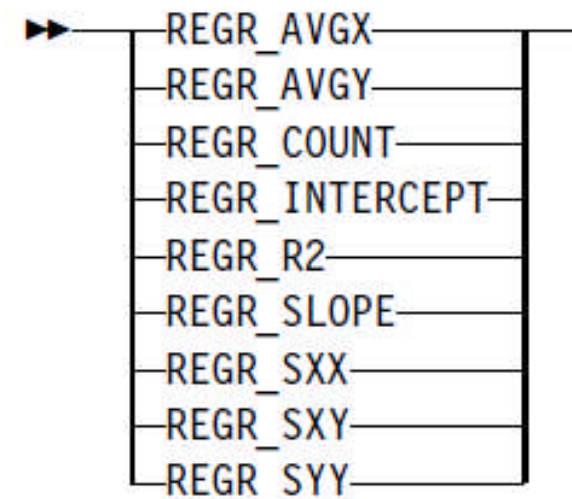 REGR_AVGX
REGR_AVGY
REGR_COUNT
REGR_INTERCEPT
REGR_R2
REGR_SLOPE
REGR_SXX
REGR_SXY
REGR_SYY